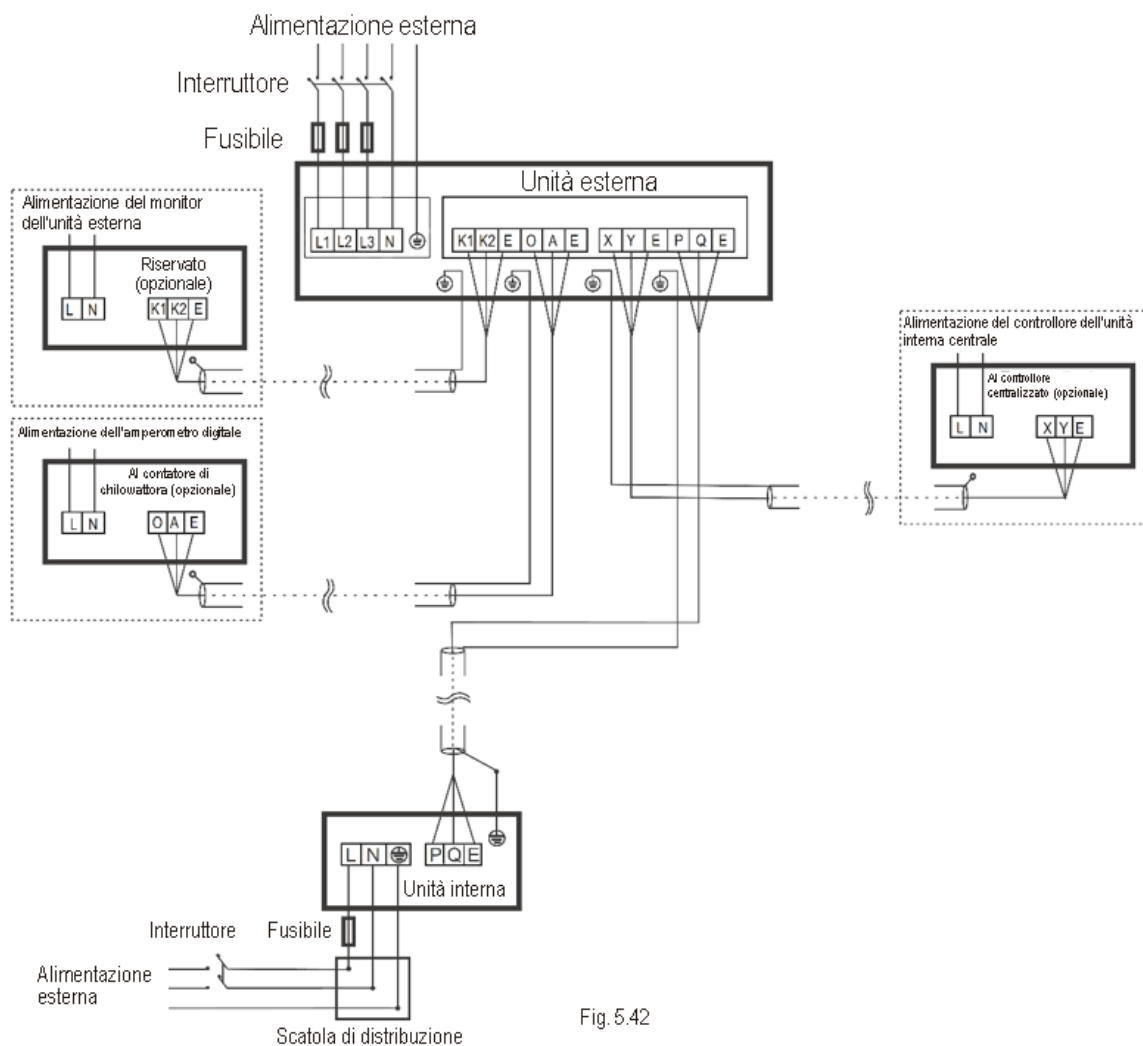 Alimentazione esterna
Interruttore
Fusibile
Unità esterna
L1 L2 L3 N
K1 K2 E O A E X Y E P Q E
Alimentazione del monitor
dell'unità esterna
Riservato
(opzionale)
L N
K1 K2 E
Alimentazione dell'amperometro digitale
Al contatore di
chilowattora (opzionale)
L N
O A E
Alimentazione del controllore dell'unità
interna centrale
Al controllore
centralizzato (opzionale)
L N
X Y E
L N
P Q E
Unità interna
Interruttore
Fusibile
Alimentazione
esterna
Scatola di distribuzione
Fig. 5.42